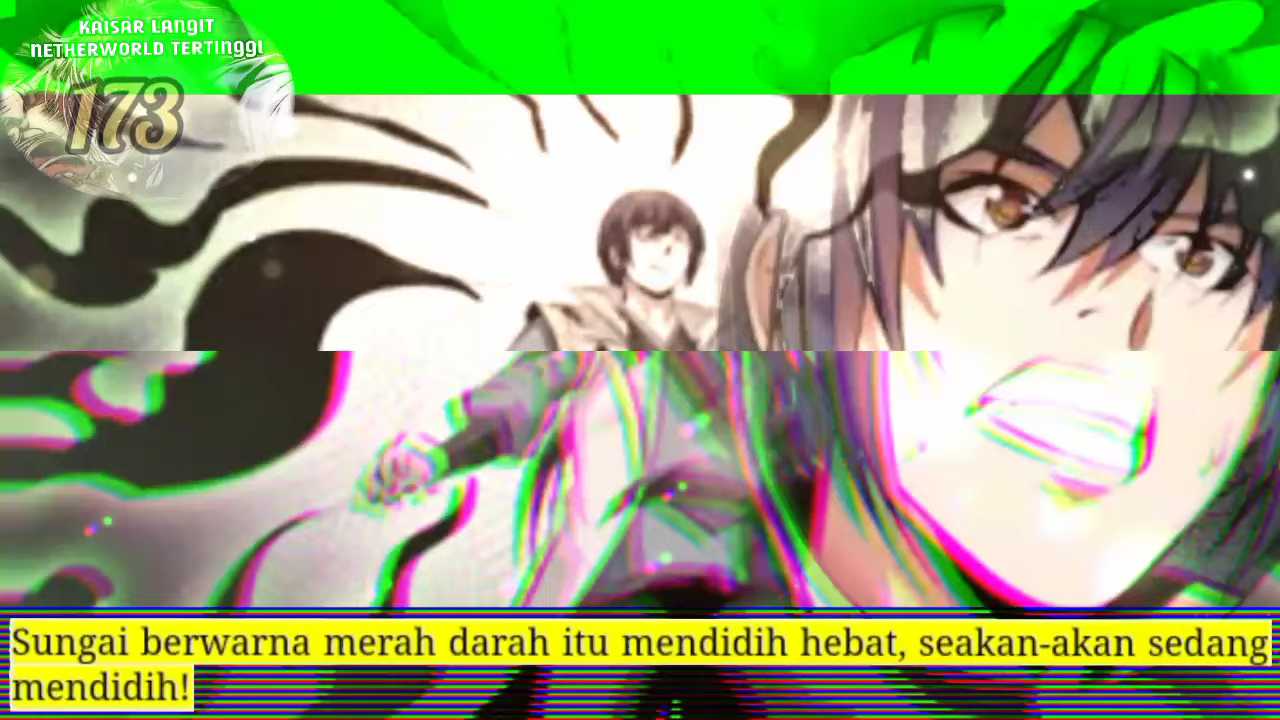 KAISAR LANGIT
NETHERWORLD TERTINGGI
173
Sungai berwarna merah darah itu mendidih hebat, seakan-akan sedang
mendidih!